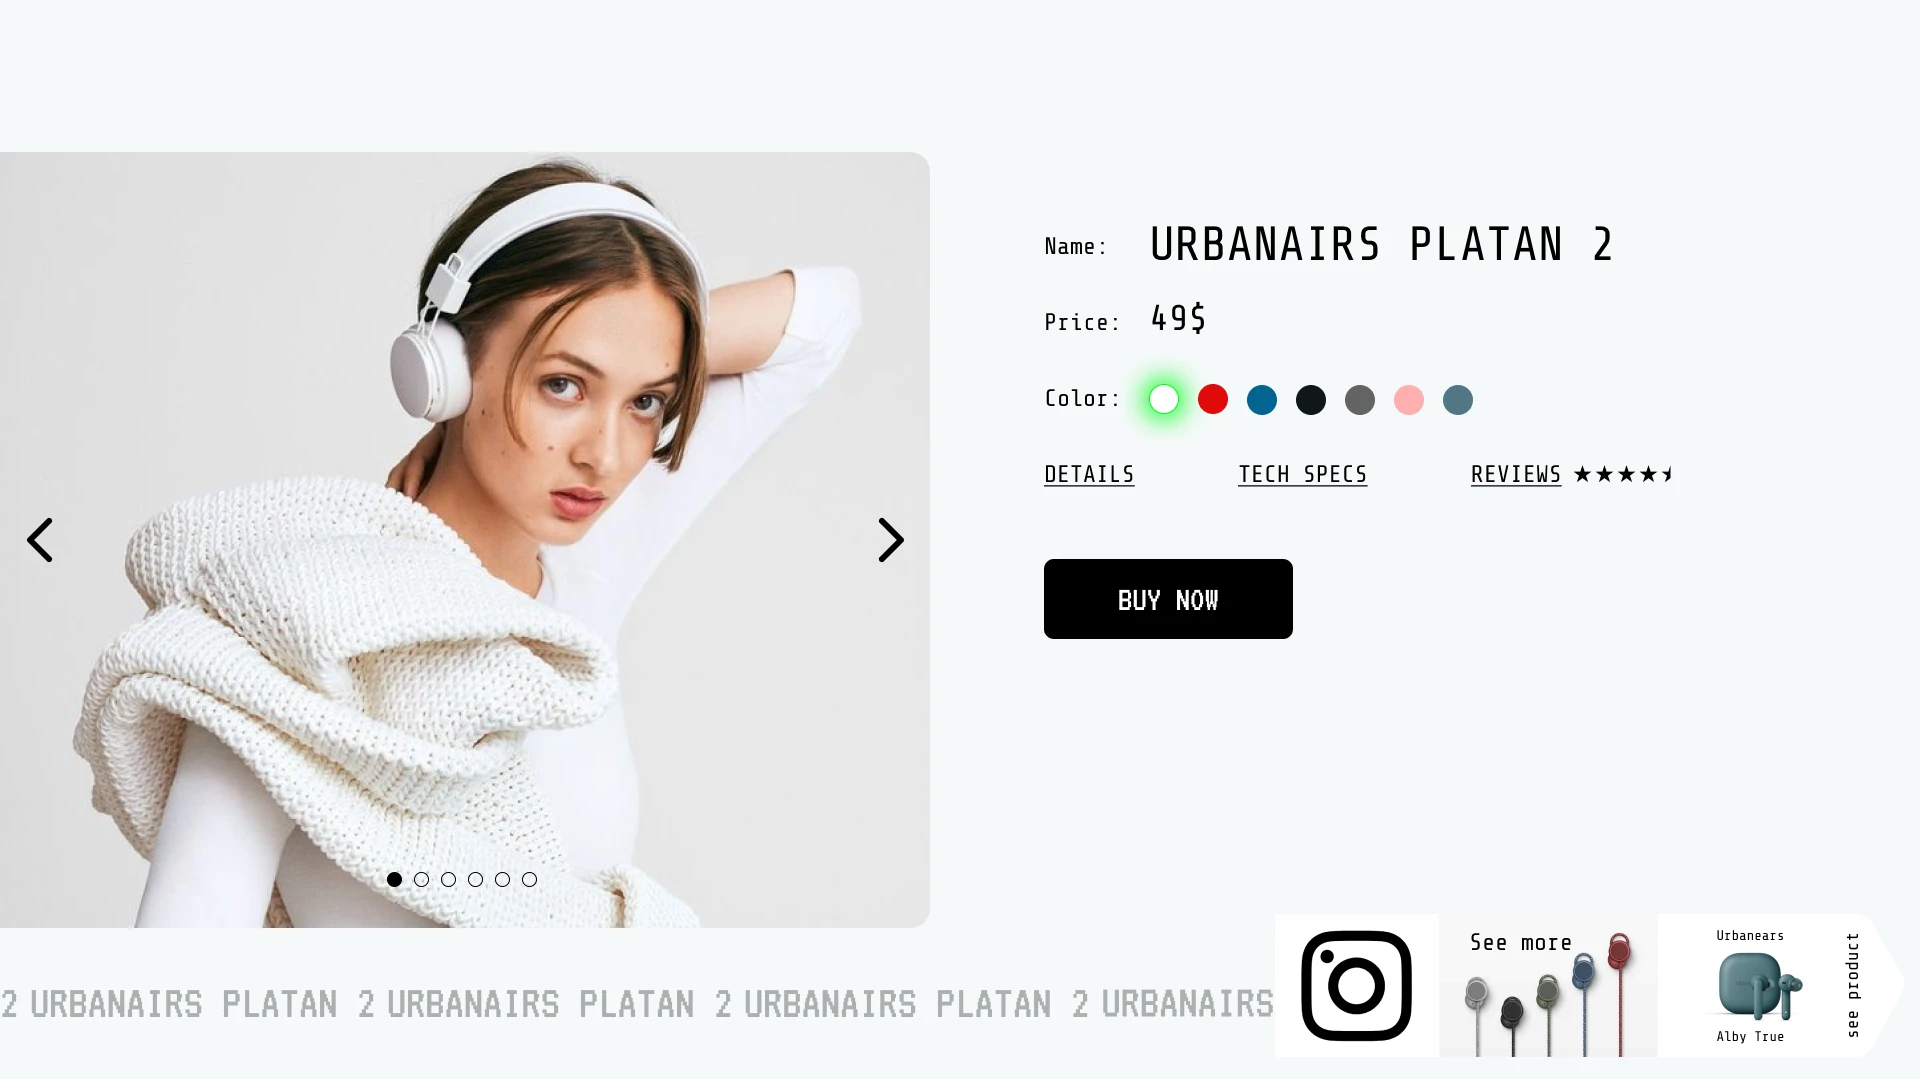 Name: URBANAIRS PLATAN 2
Price: 49$
Color:
DETAILS TECH SPECS REVIEWS ★★★★
BUY NOW
2 URBANAIRS PLATAN 2 URBANAIRS PLATAN 2 URBANAIRS PLATAN 2 URBANAIRS
See more
Urbanears
Alby True
see product